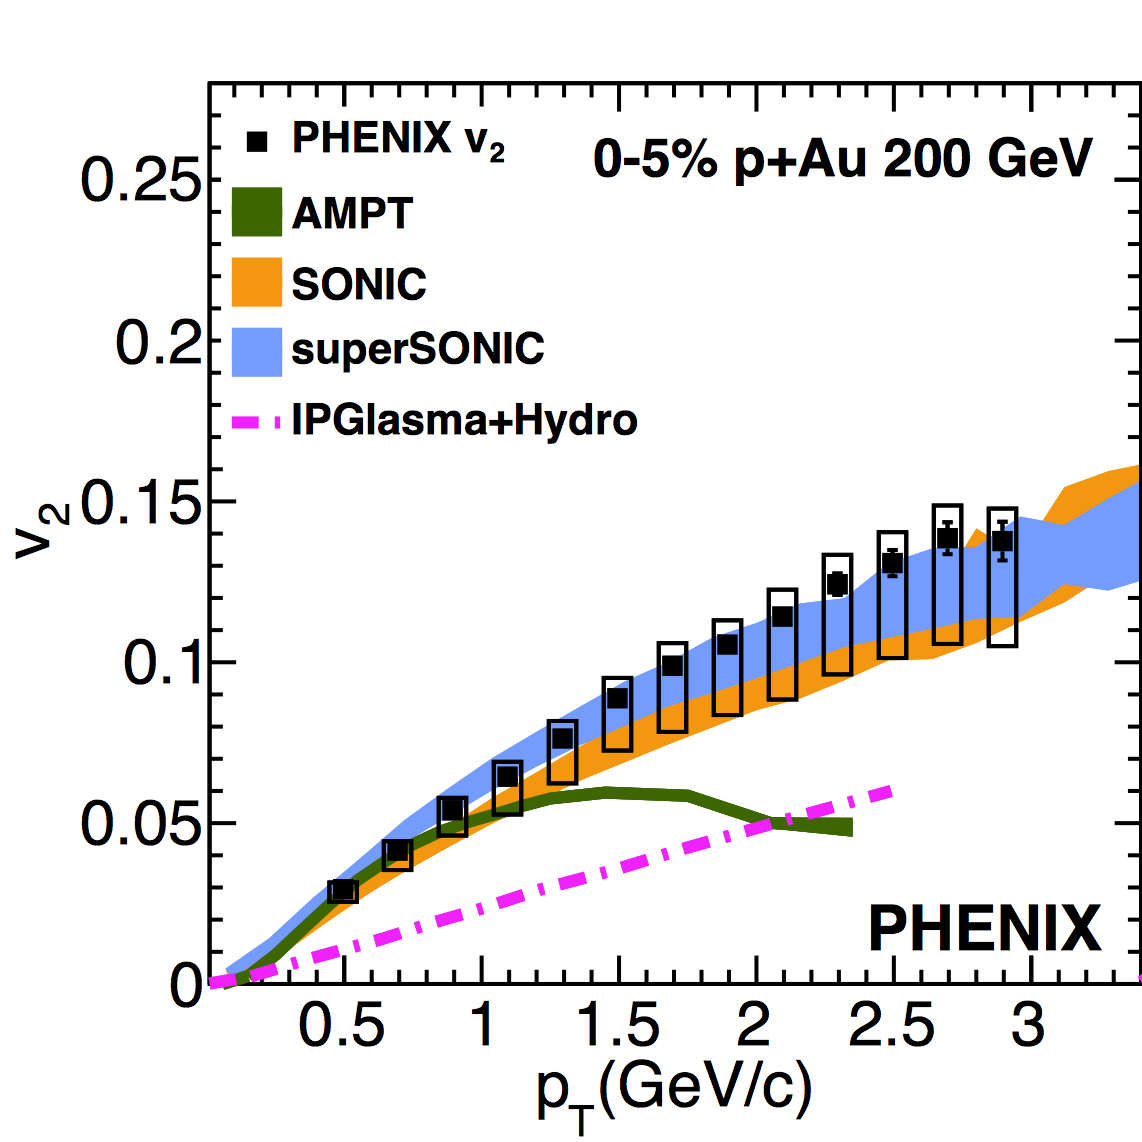 PHENIX v2
0-5% p+Au 200 GeV
AMPT
SONIC
superSONIC
IPGlasma+Hydro
0.25
0.2
0.15
0.1
0.05
0
v2
PHENIX
0.5 1 1.5 2 2.5 3
pT(GeV/c)